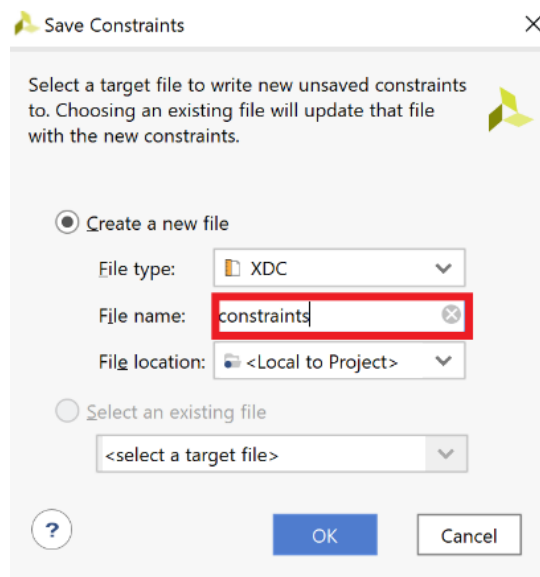 Save Constraints
Select a target file to write new unsaved constraints
to. Choosing an existing file will update that file
with the new constraints.
Create a new file
File type: XDC
File name: constraints
File location: <Local to Project>
Select an existing file
<select a target file>
? OK Cancel